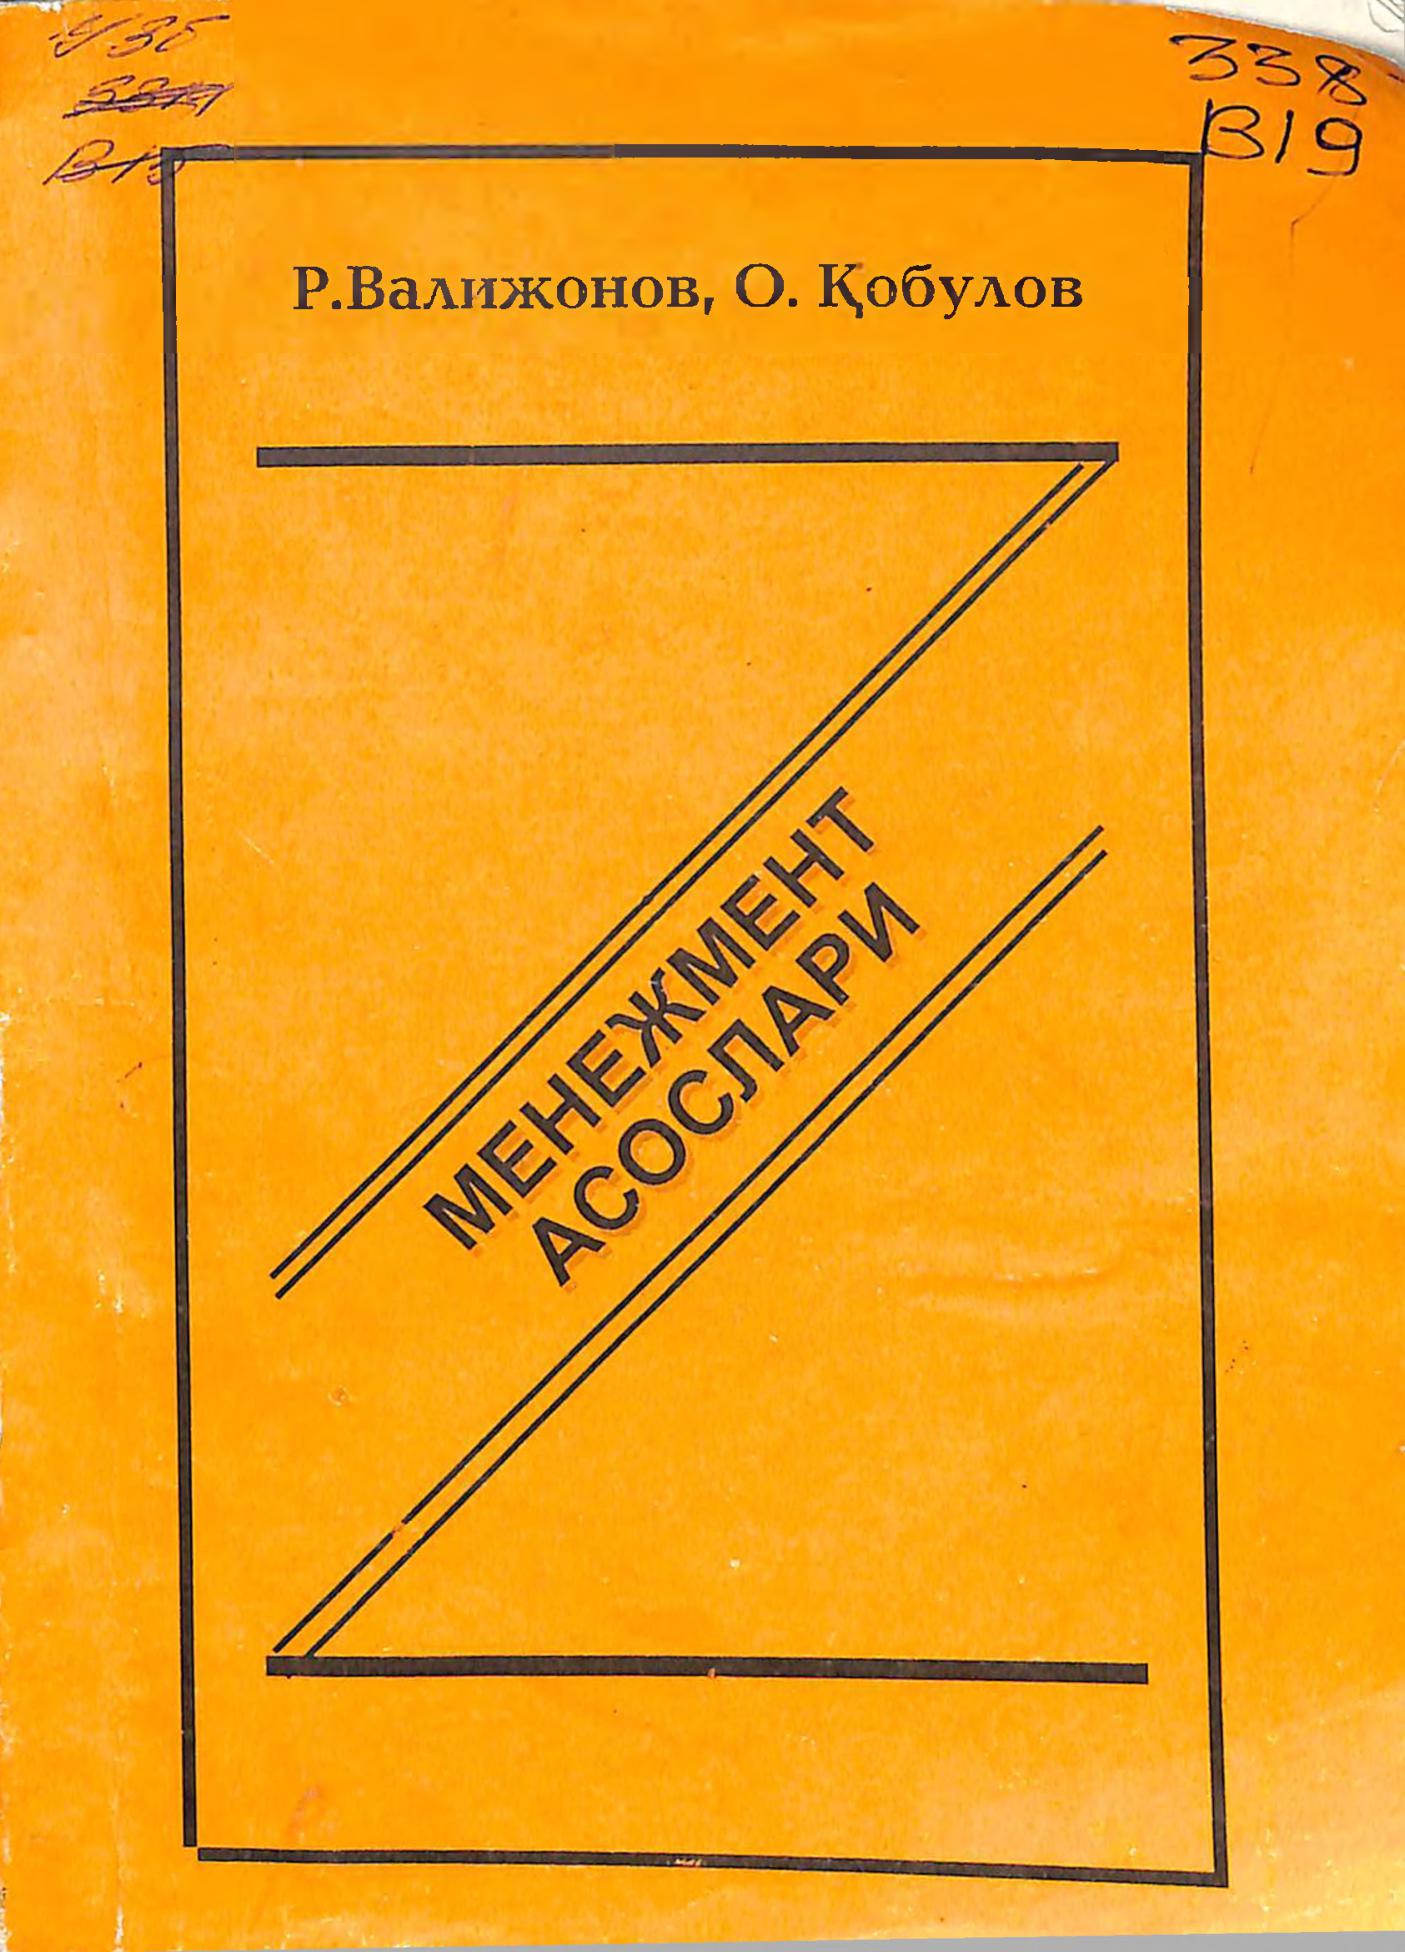 338
В19
Р.Валижонов, О. Қобулов
МЕНЕЖМЕНТ
АСОСЛАРИ